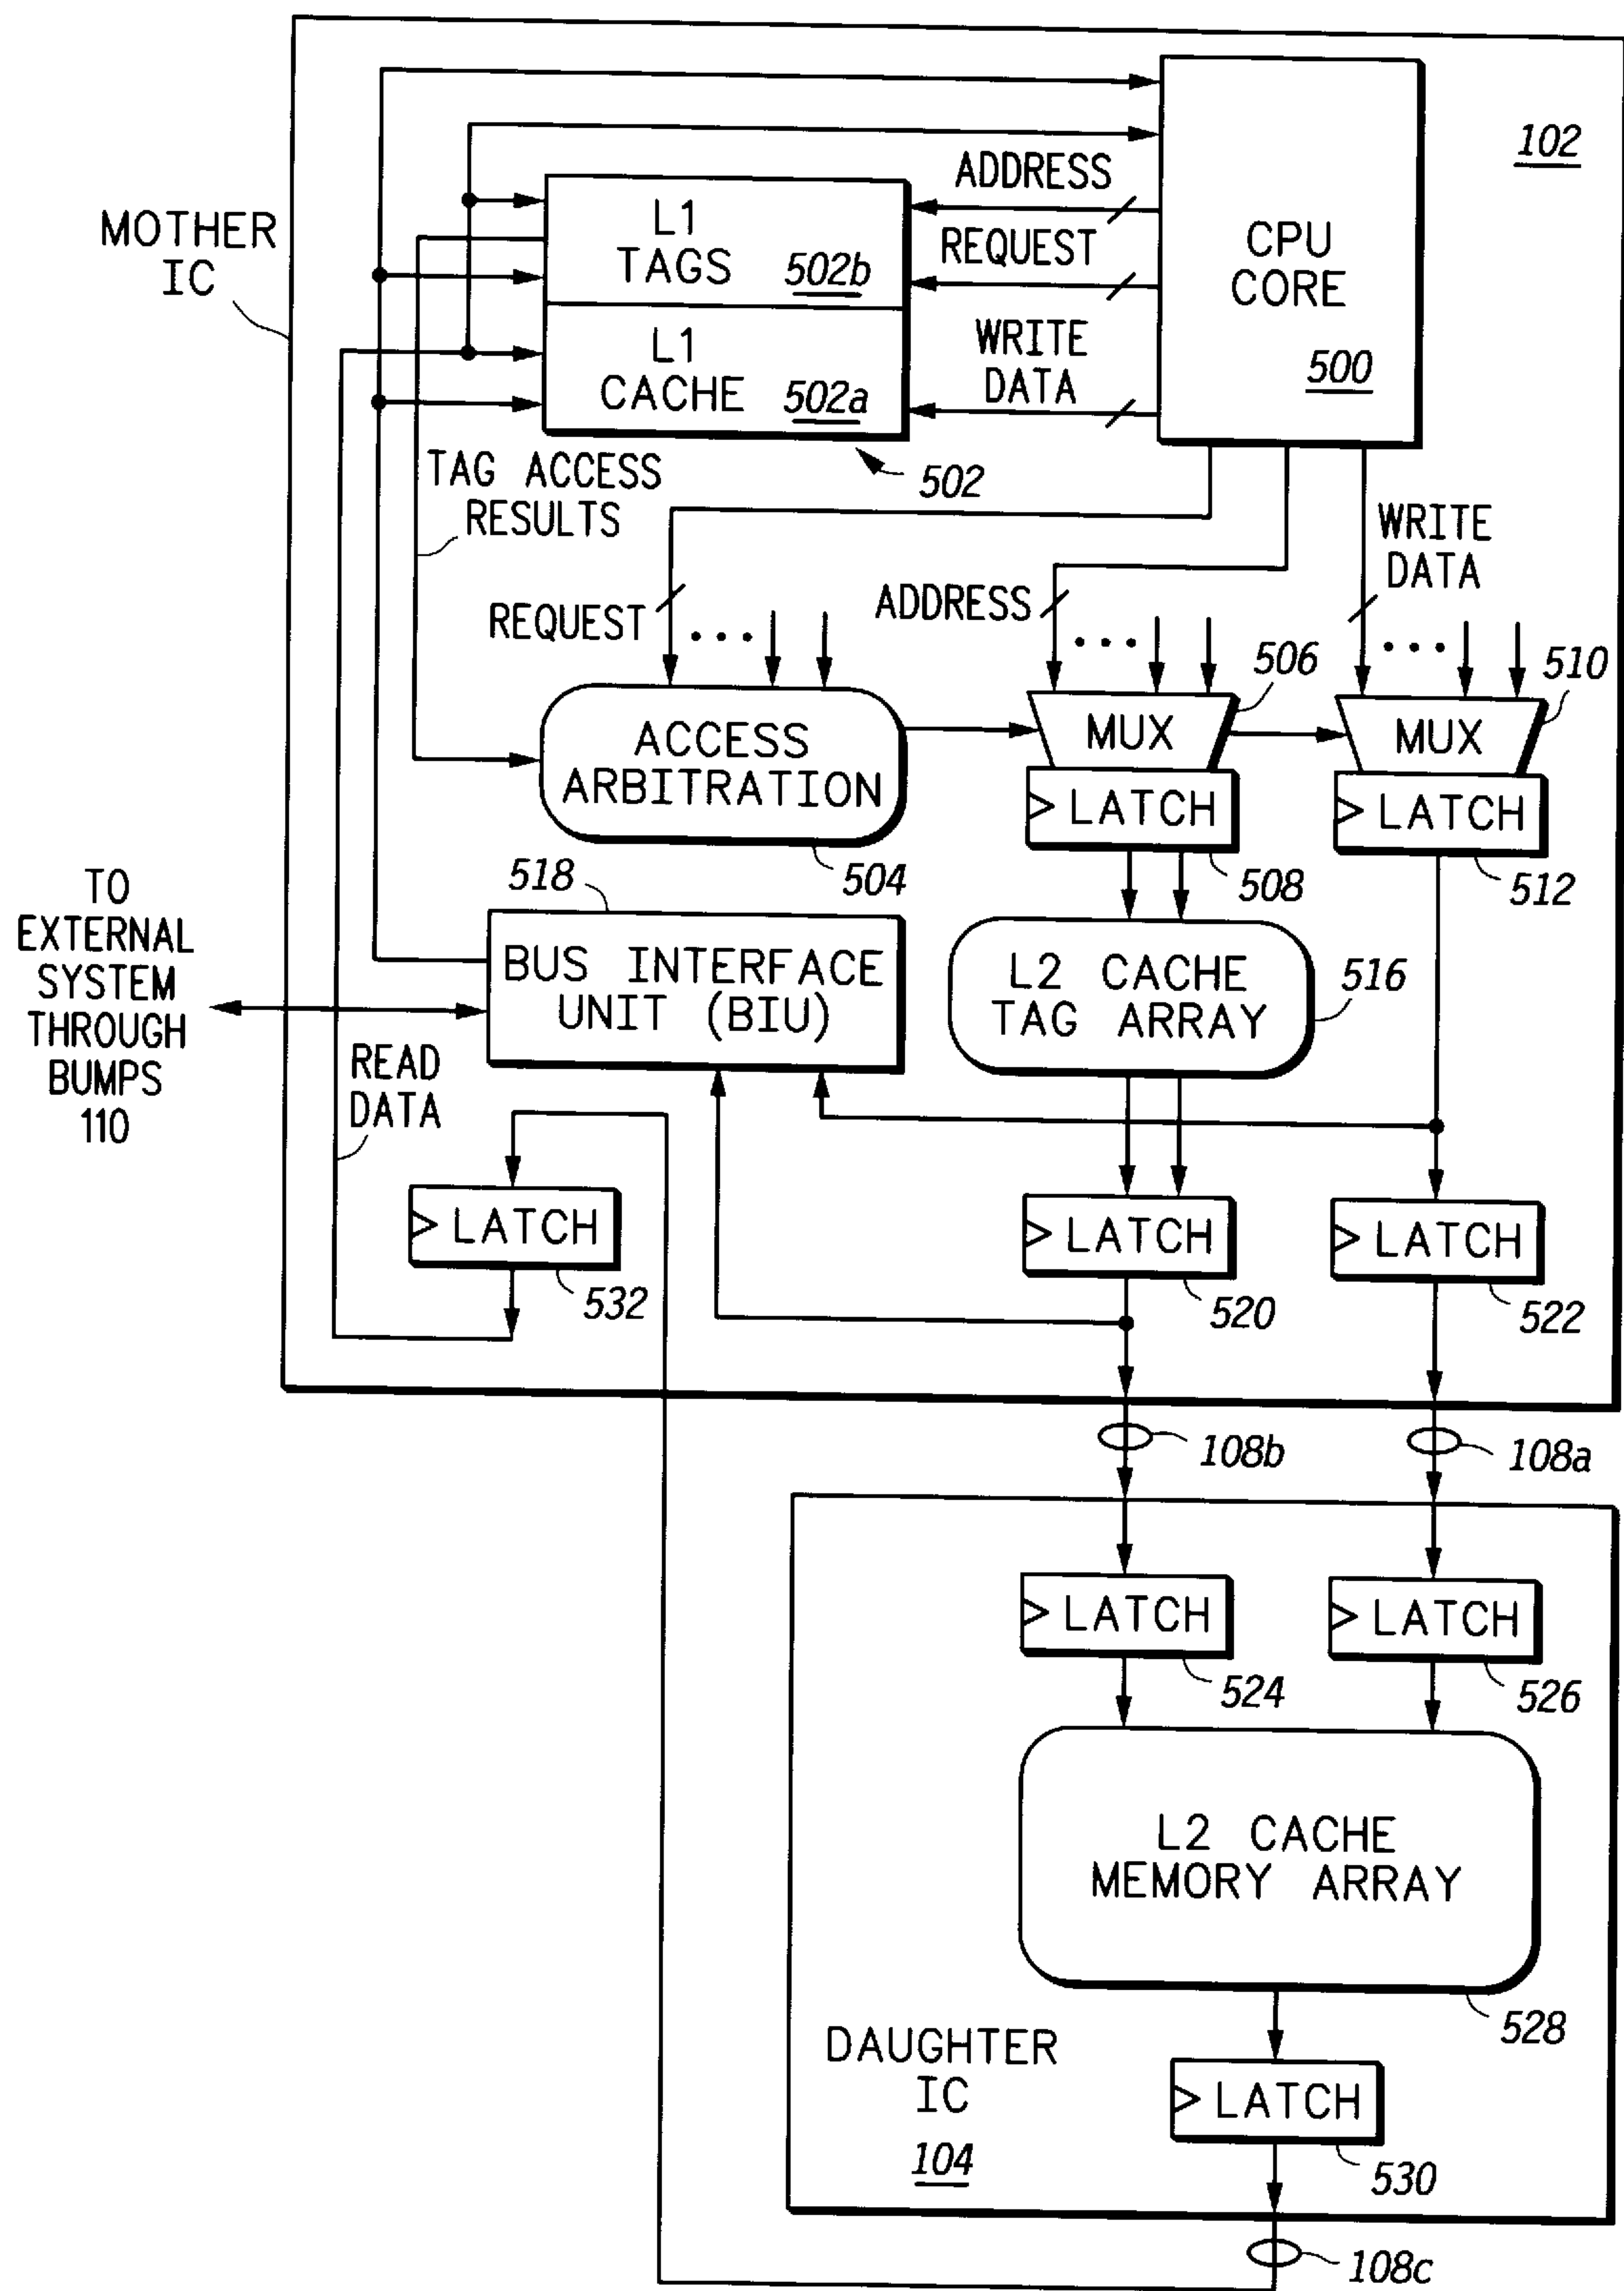 102
MOTHER
IC
CPU
CORE
500
ADDRESS
REQUEST
WRITE
DATA
L1
TAGS 502b
L1
CACHE 502a
502
TAG ACCESS
RESULTS
REQUEST
ADDRESS
WRITE
DATA
ACCESS
ARBITRATION
504
MUX
506
LATCH
508
MUX
510
LATCH
512
TO
EXTERNAL
SYSTEM
THROUGH
BUMPS
110
518
BUS INTERFACE
UNIT (BIU)
L2 CACHE
TAG ARRAY
516
READ
DATA
LATCH
532
LATCH
520
LATCH
522
108b
108a
LATCH
524
LATCH
526
L2 CACHE
MEMORY ARRAY
528
DAUGHTER
IC
104
LATCH
530
108c